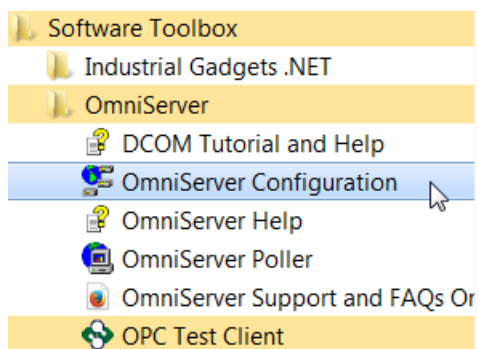 Software Toolbox
Industrial Gadgets .NET
OmniServer
DCOM Tutorial and Help
OmniServer Configuration
OmniServer Help
OmniServer Poller
OmniServer Support and FAQs Or
OPC Test Client